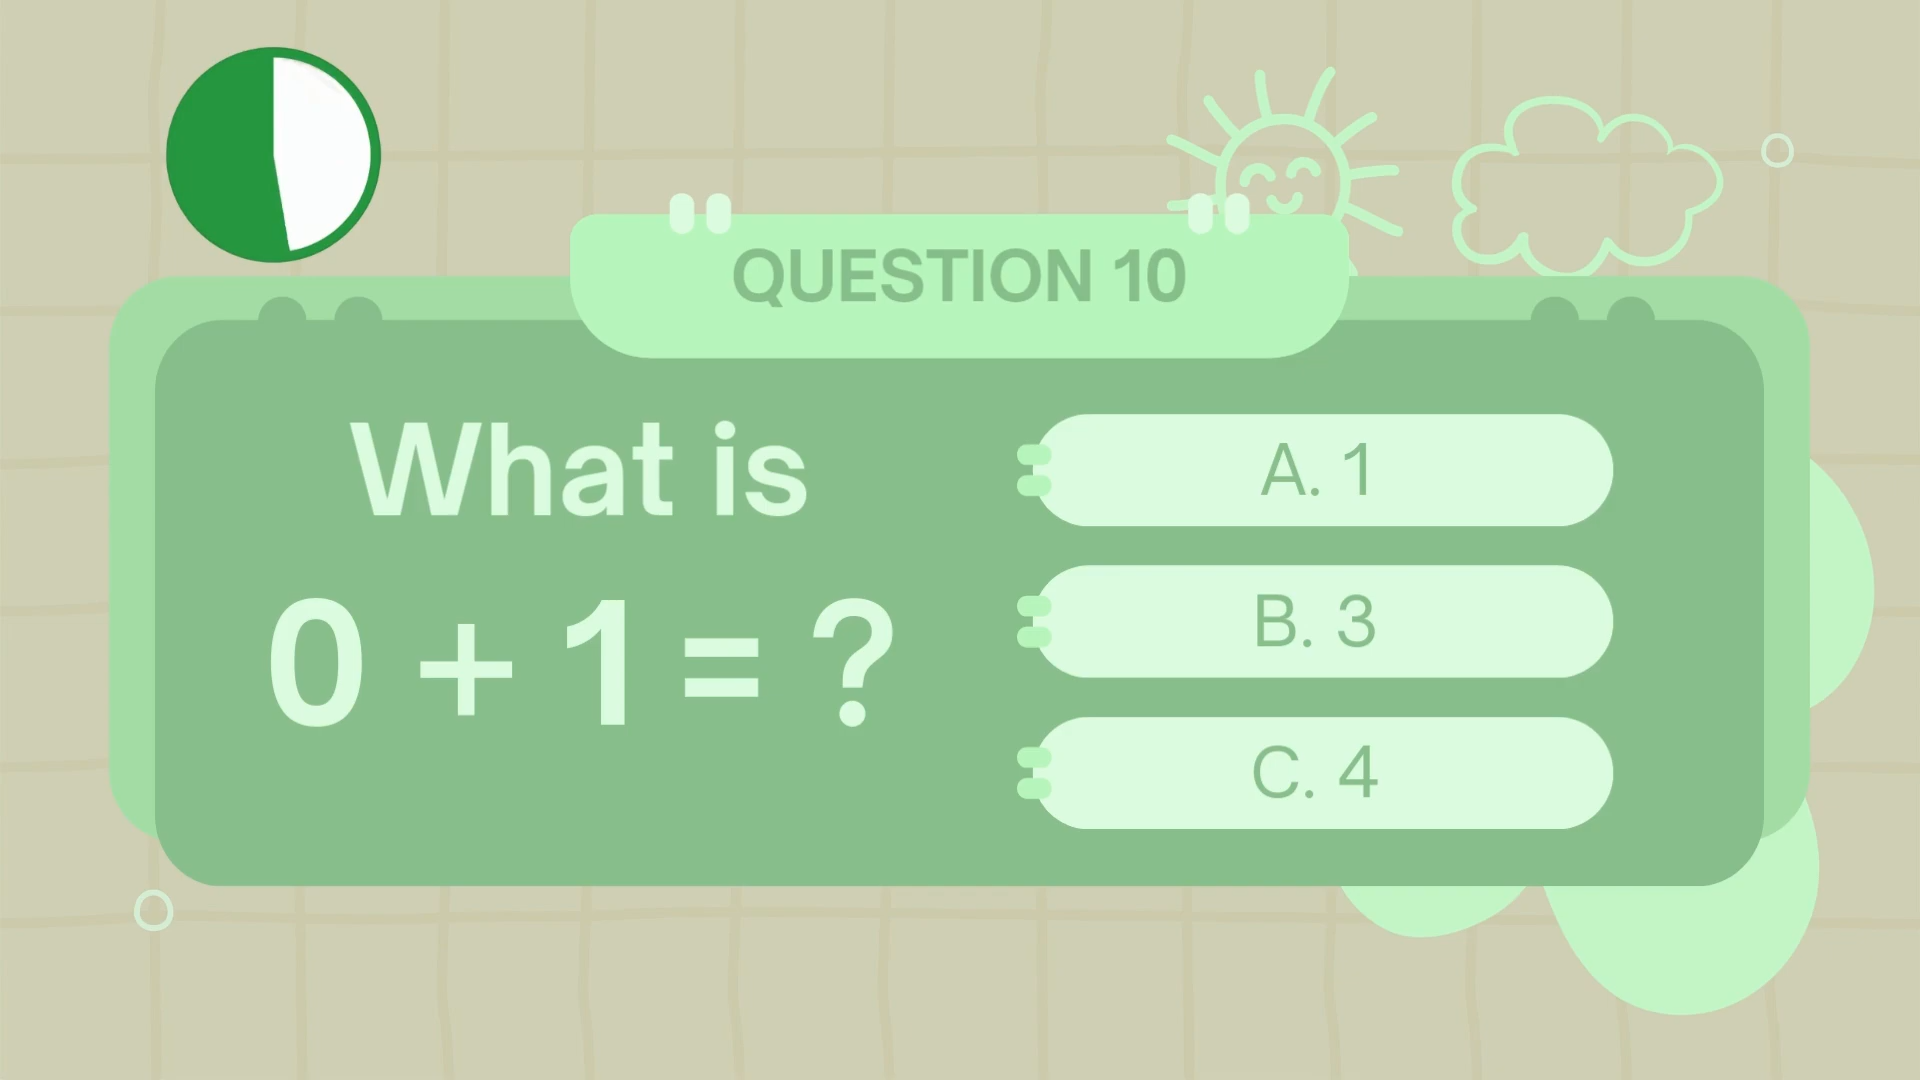 QUESTION 10
What is
0 + 1 = ?
A. 1
B. 3
C. 4